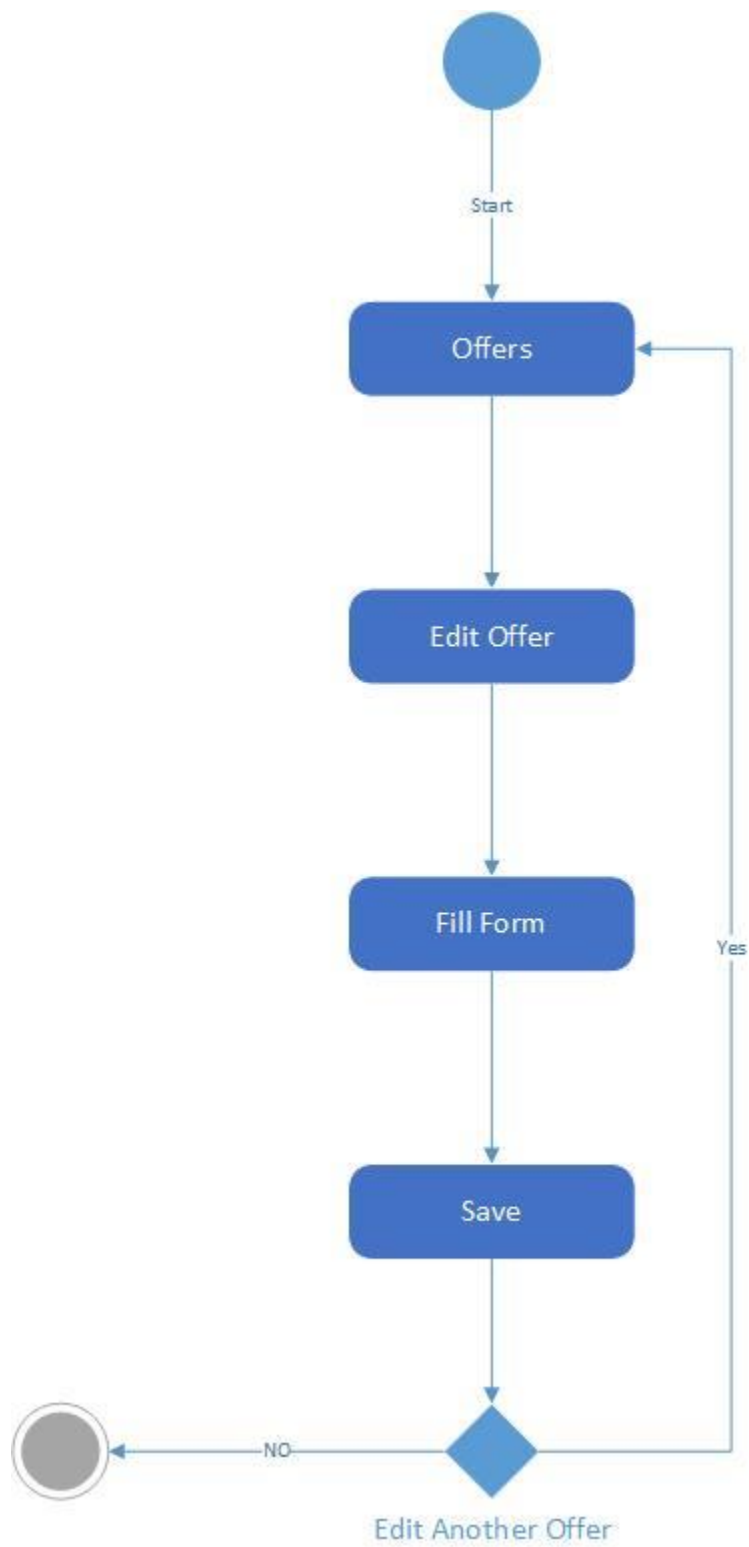 Start
Offers
Edit Offer
Fill Form
Yes
Save
NO
Edit Another Offer